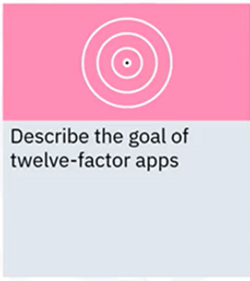 Describe the goal of
twelve-factor apps